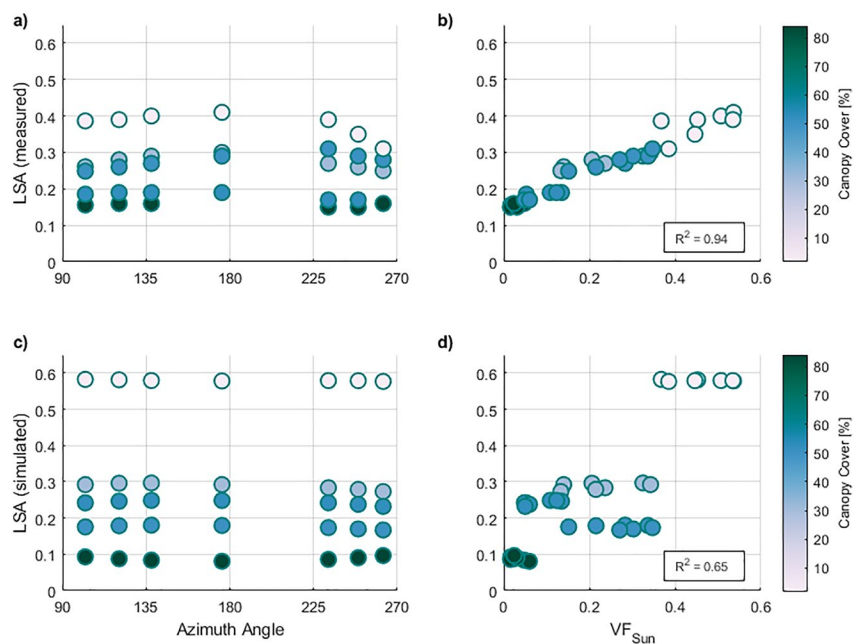 a)
b)
0.6
0.5
0.4
0.3
0.2
0.1
0
LSA (measured)
90 135 180 225 270
0.6
0.5
0.4
0.3
0.2
0.1
0
0 0.2 0.4 0.6
R² = 0.94
80
70
60
50
40
30
20
10
Canopy Cover [%]
c)
d)
0.6
0.5
0.4
0.3
0.2
0.1
0
LSA (simulated)
90 135 180 225 270
Azimuth Angle
0.6
0.5
0.4
0.3
0.2
0.1
0
0 0.2 0.4 0.6
VF_Sun
R² = 0.65
80
70
60
50
40
30
20
10
Canopy Cover [%]